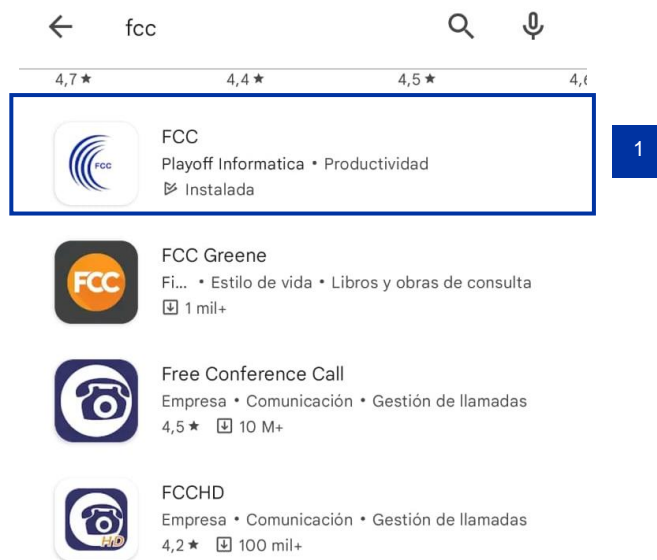 fcc
4,7★ 4,4★ 4,5★
FCC
FCC
Playoff Informatica • Productividad
Instalada
1
FCC
FCC Greene
Fi... • Estilo de vida • Libros y obras de consulta
1 mil+
Free Conference Call
Empresa • Comunicación • Gestión de llamadas
4,5★ 10 M+
HD
FCCHD
Empresa • Comunicación • Gestión de llamadas
4,2★ 100 mil+